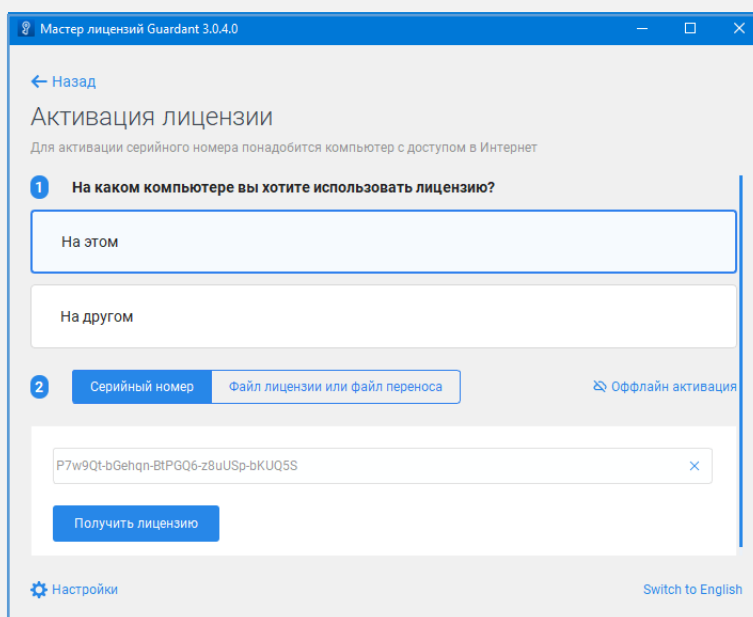 Мастер лицензий Guardant 3.0.4.0
Назад
Активация лицензии
Для активации серийного номера понадобится компьютер с доступом в Интернет
1 На каком компьютере вы хотите использовать лицензию?
На этом
На другом
2 Серийный номер Файл лицензии или файл переноса Оффлайн активация
P7w9Qt-bGehqn-BtPGQ6-z8uUSp-bKUQ5S
Получить лицензию
Настройки Switch to English